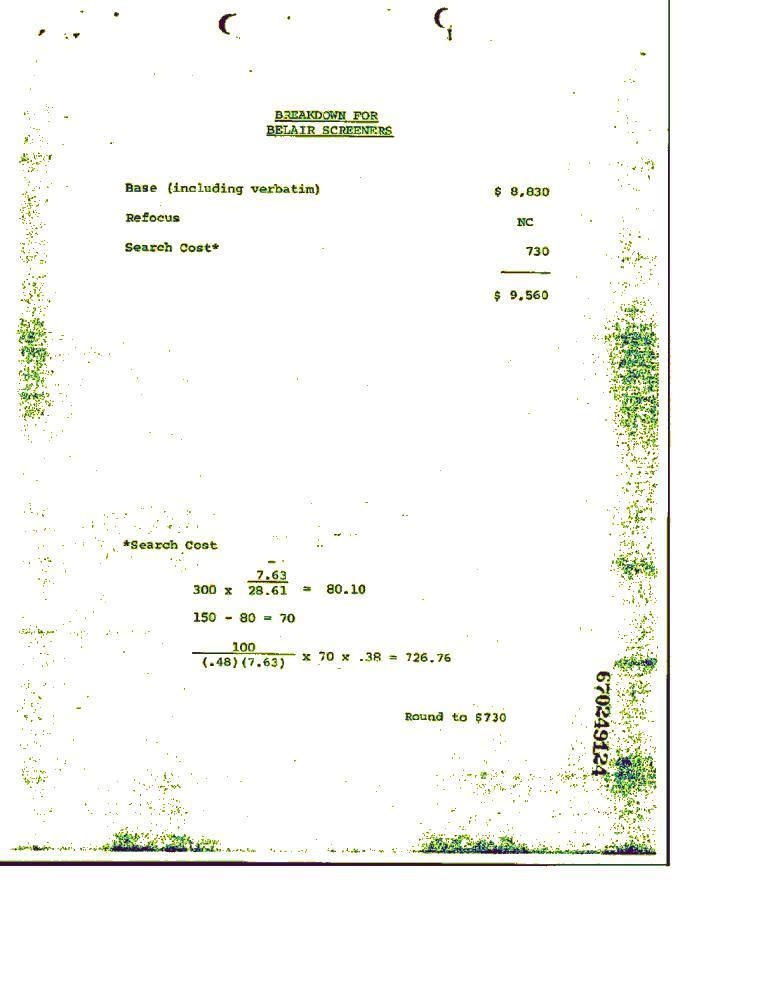 BREAKDOWN FOR
BELAIR SCREENERS
Base (including verbatim) $ 8,830
Refocus NC
Search Cost* 730
$ 9,560
*Search Cost
7.63
300 x 28.61 = 80.10
150 - 80 = 70
100
(.48)(7.63) x 70 x .38 = 726.76
Round to $730
670249124